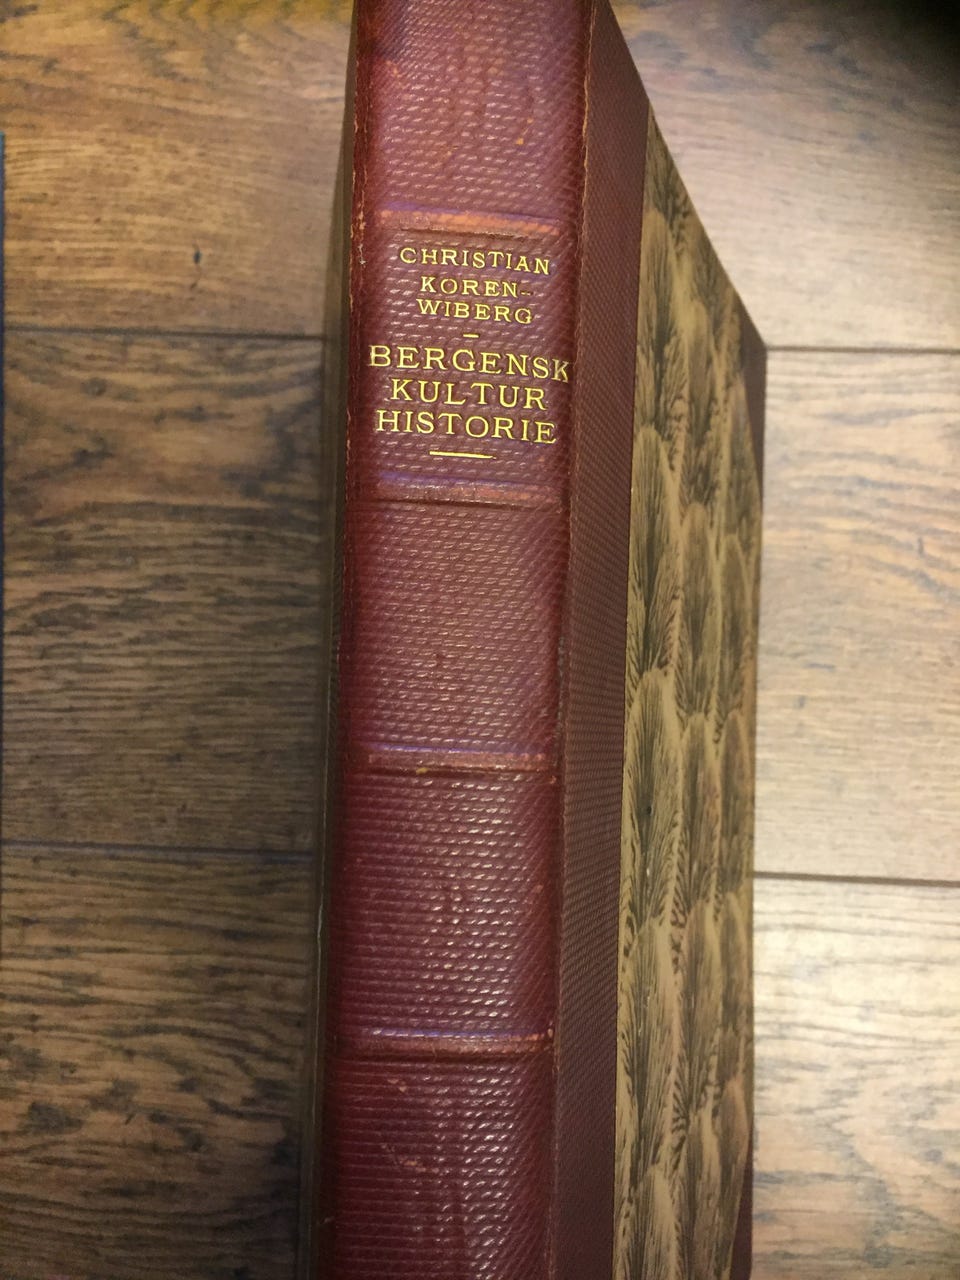 CHRISTIAN
KOREN-
WIBERG
BERGENSK
KULTUR
HISTORIE